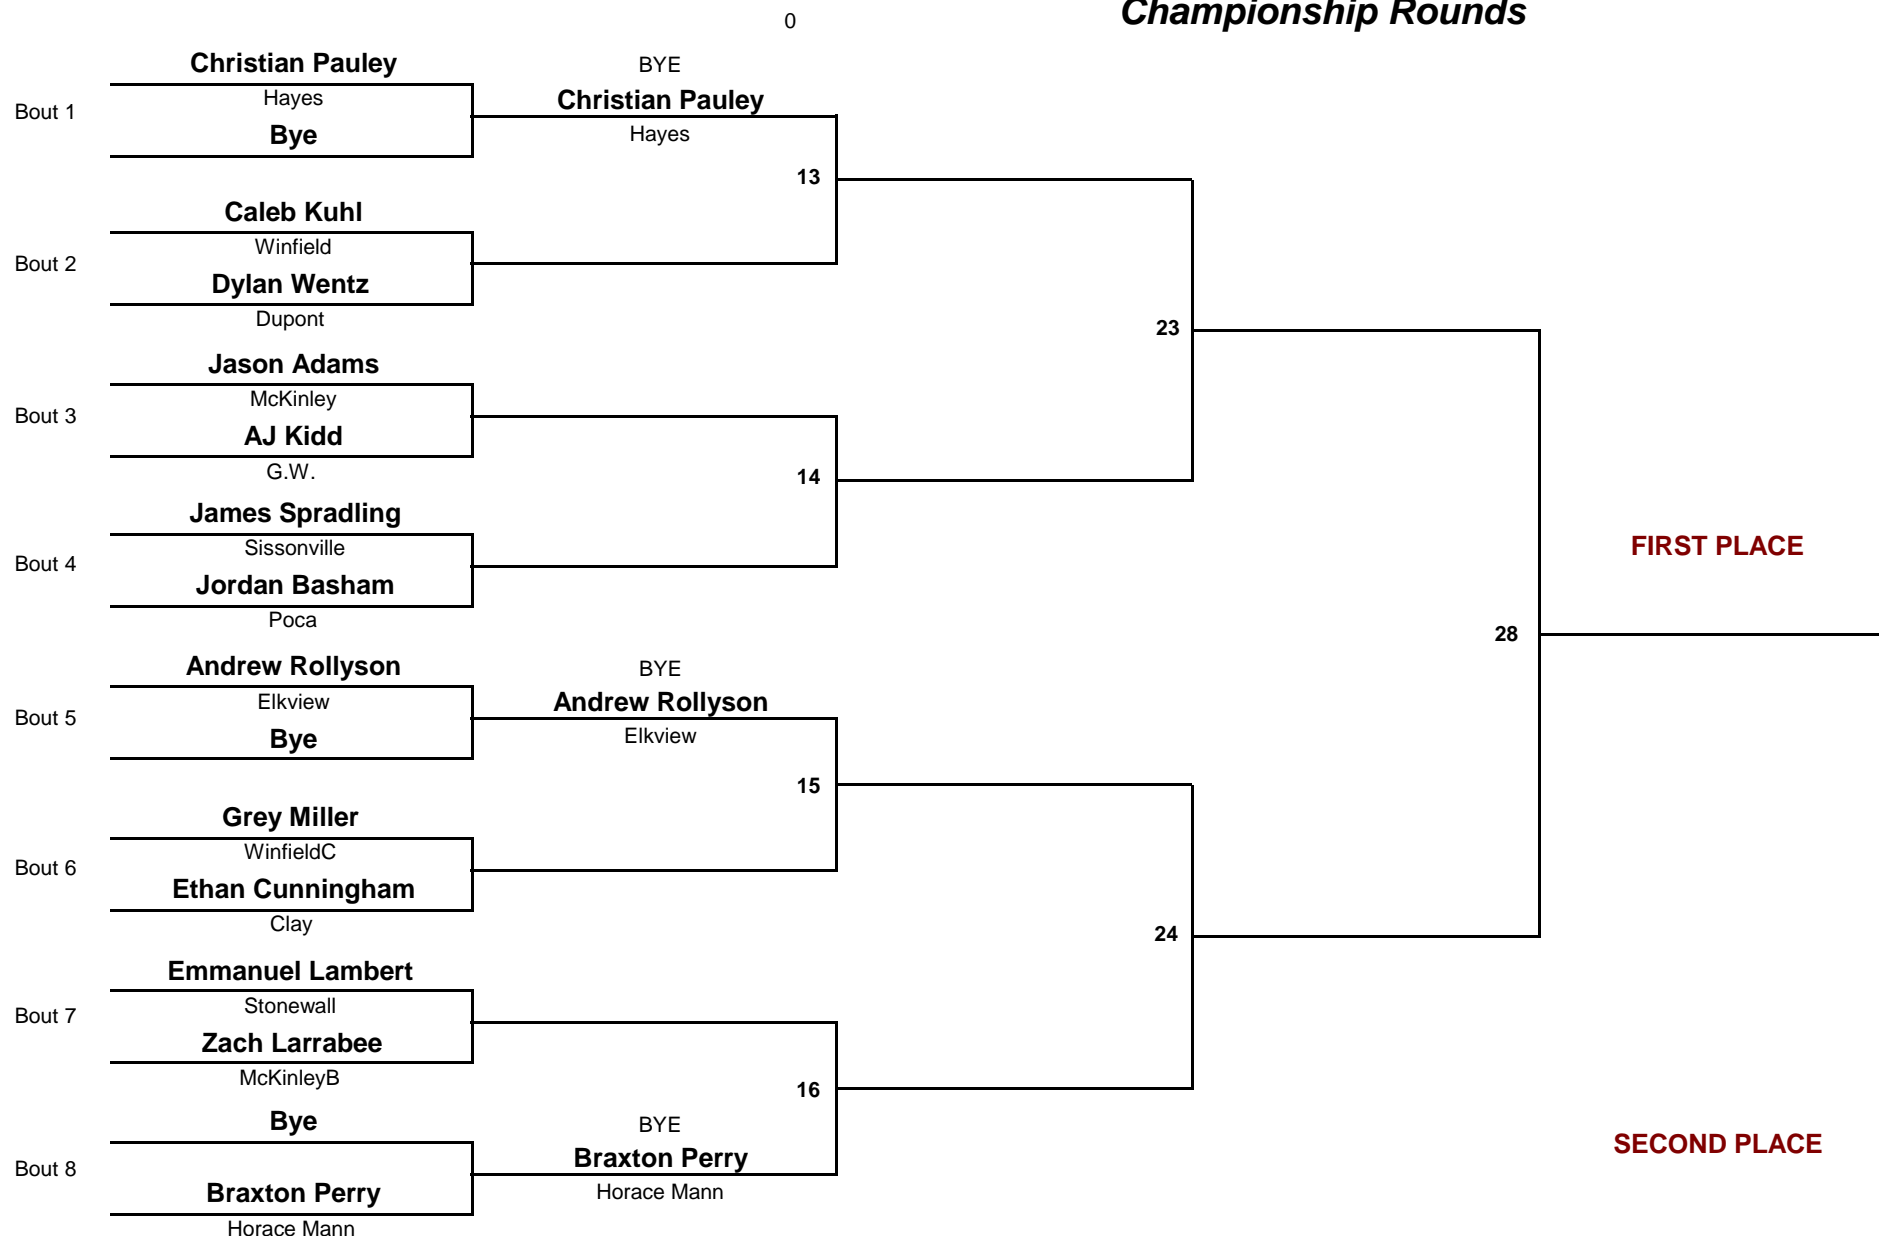 Championship Rounds
0
Christian Pauley
BYE
Hayes
Christian Pauley
Bout 1
Bye
Hayes
13
Caleb Kuhl
Winfield
Bout 2
Dylan Wentz
Dupont
23
Jason Adams
McKinley
Bout 3
AJ Kidd
G.W.
14
James Spradling
Sissonville
FIRST PLACE
Bout 4
Jordan Basham
Poca
28
Andrew Rollyson
BYE
Elkview
Andrew Rollyson
Bout 5
Bye
Elkview
15
Grey Miller
WinfieldC
Bout 6
Ethan Cunningham
Clay
24
Emmanuel Lambert
Stonewall
Bout 7
Zach Larrabee
McKinleyB
16
Bye
BYE
SECOND PLACE
Bout 8
Braxton Perry
Braxton Perry
Horace Mann
Horace Mann